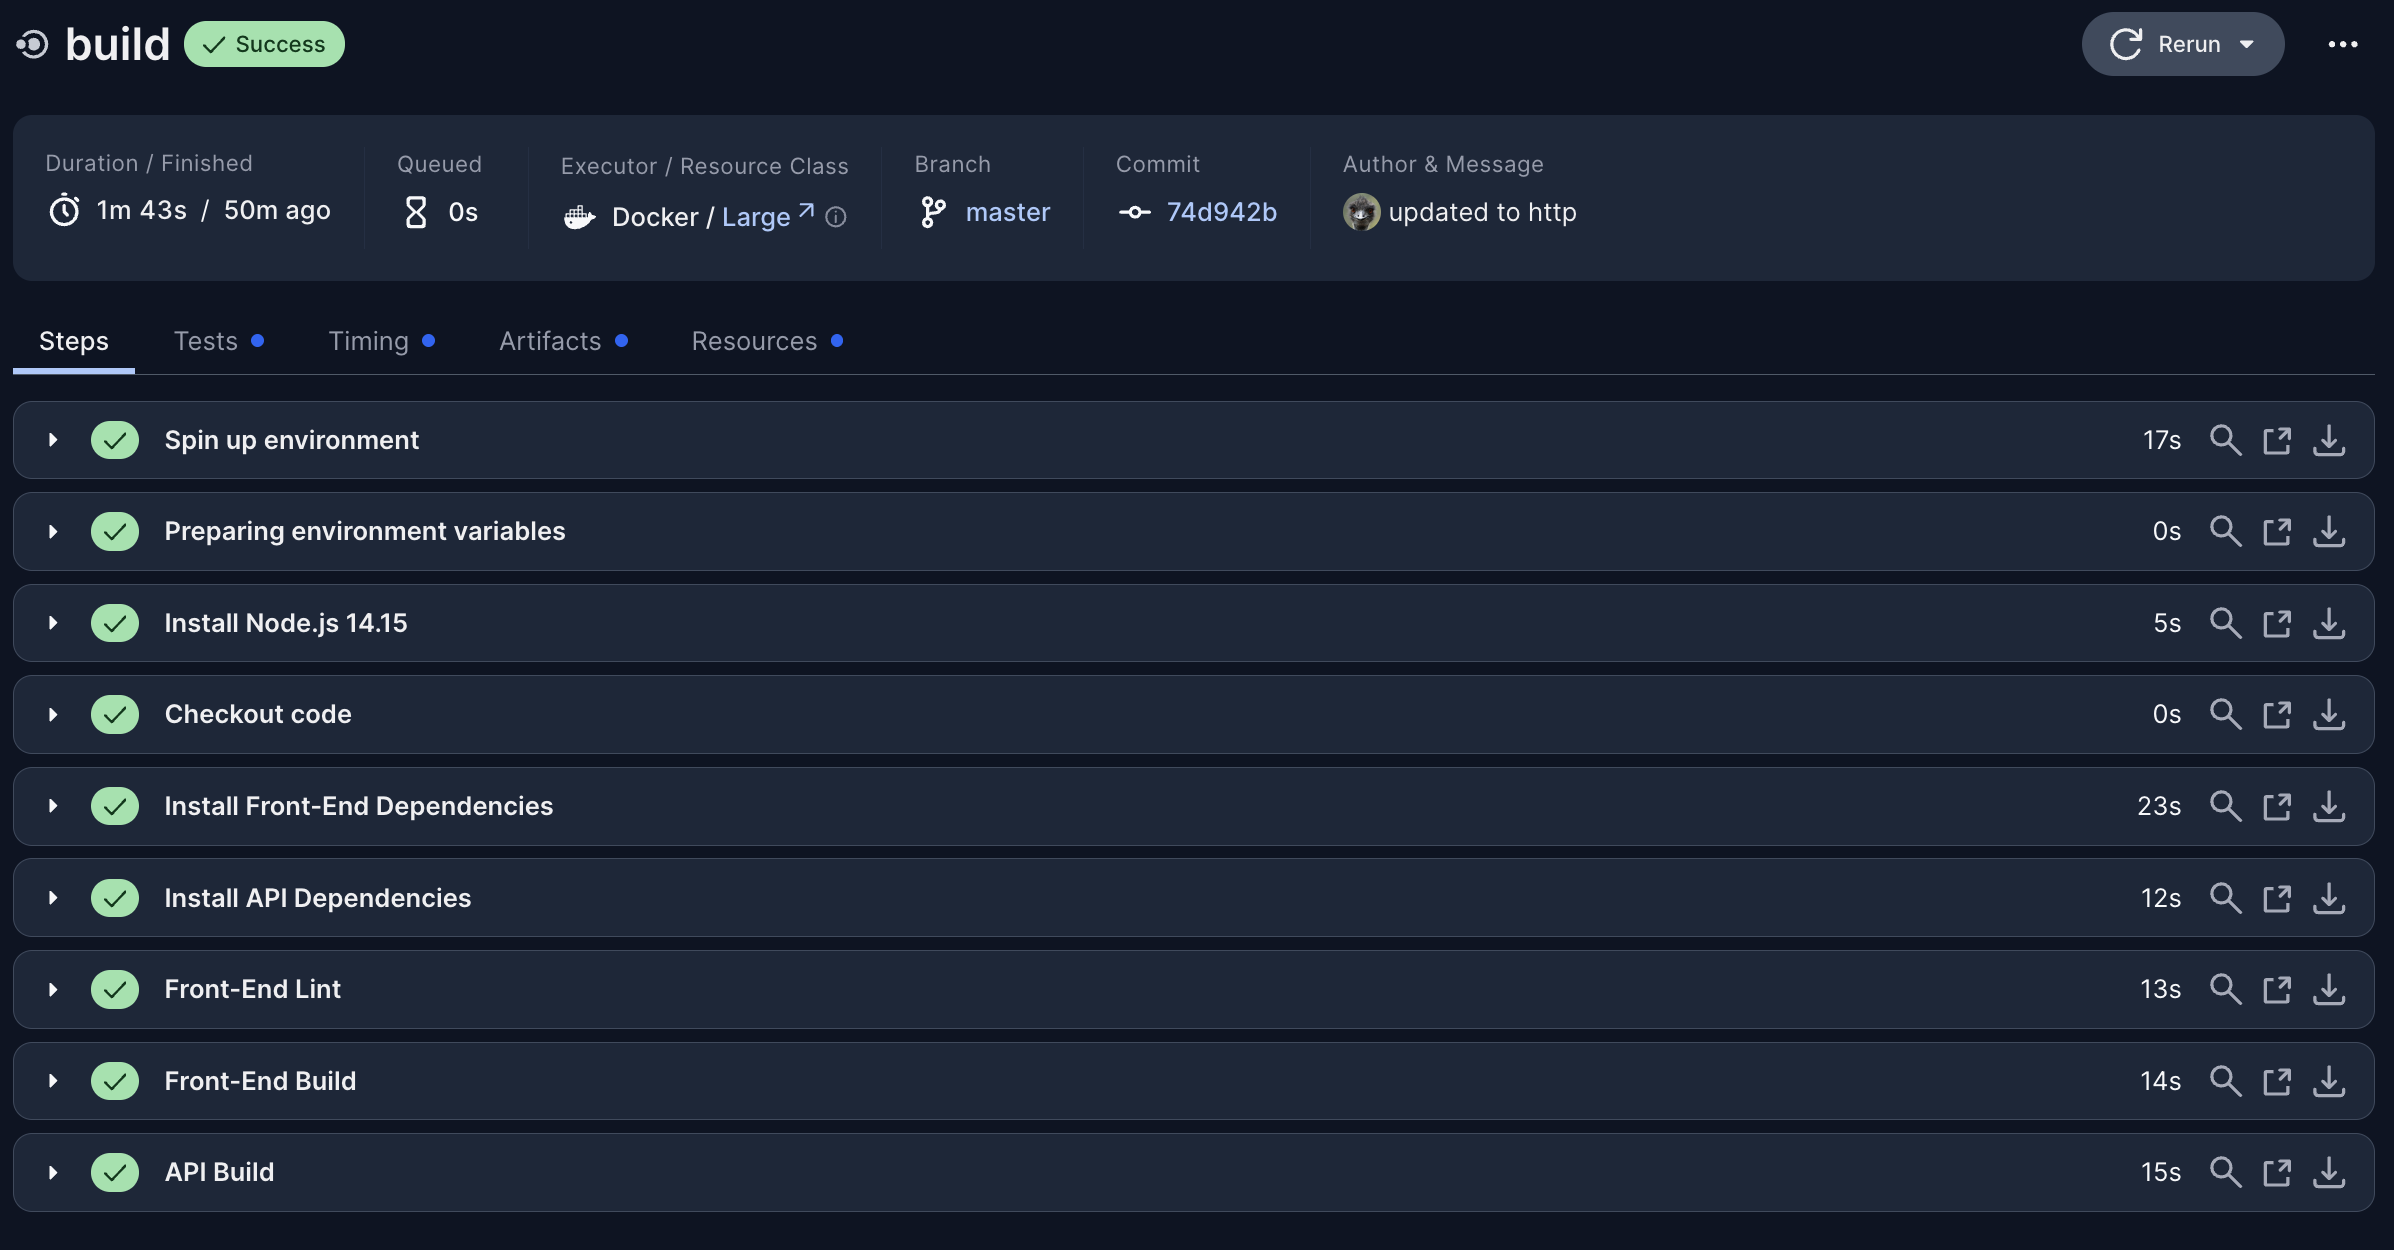 build Success Rerun
Duration / Finished Queued Executor / Resource Class Branch Commit Author & Message
1m 43s / 50m ago 0s Docker / Large master 74d942b updated to http
Steps Tests Timing Artifacts Resources
Spin up environment 17s
Preparing environment variables 0s
Install Node.js 14.15 5s
Checkout code 0s
Install Front-End Dependencies 23s
Install API Dependencies 12s
Front-End Lint 13s
Front-End Build 14s
API Build 15s